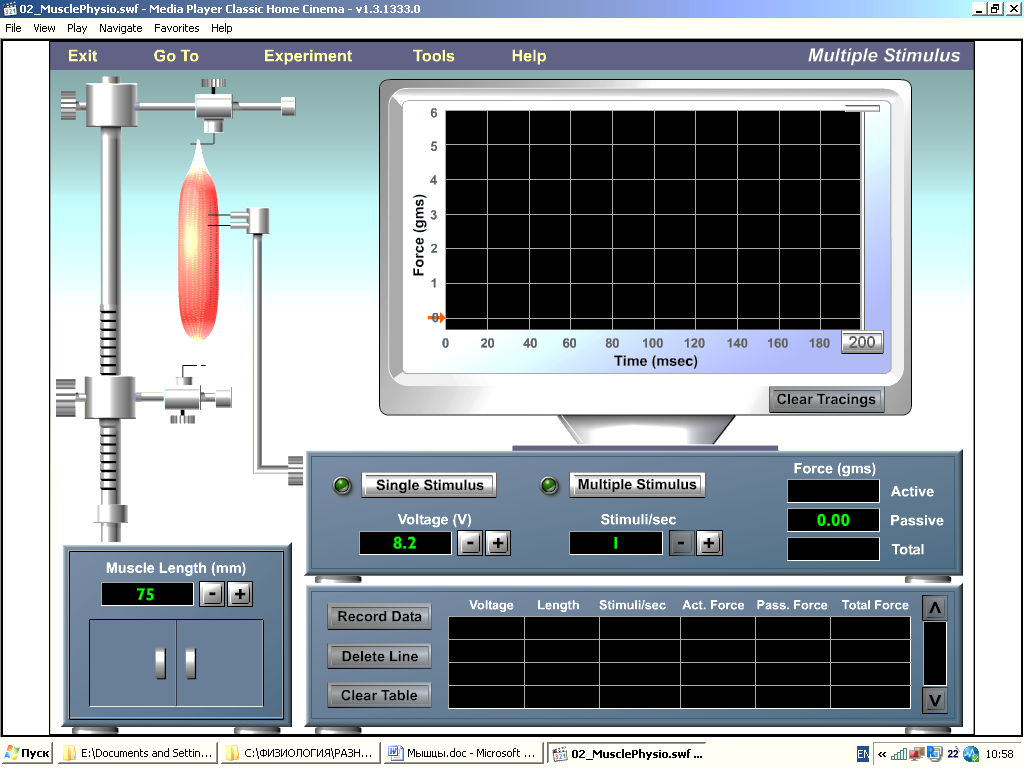 02_MusclePhysio.swf - Media Player Classic Home Cinema - v1.3.1333.0
File View Play Navigate Favorites Help
Exit Go To Experiment Tools Help Multiple Stimulus
6
5
4
3
2
1
0
Force (gms)
0 20 40 60 80 100 120 140 160 180 200
Time (msec)
Clear Tracings
Single Stimulus Multiple Stimulus
Voltage (V) Stimuli/sec
8.2 - + 1 - +
Force (gms)
Active
0.00 Passive
Total
Muscle Length (mm)
75 - +
Record Data
Delete Line
Clear Table
Voltage Length Stimuli/sec Act. Force Pass. Force Total Force
Пуск E:\Documents and Settin... C:\ФИЗИОЛОГИЯ\РАЗН... Мышцы.doc - Microsoft ... 02_MusclePhysio.swf ... EN « 22 10:58